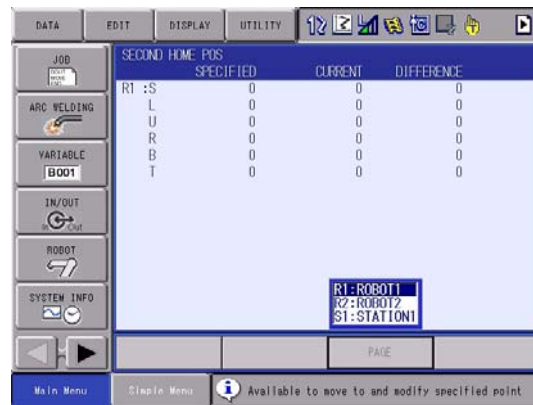 DATA EDIT DISPLAY UTILITY
JOB
ARC WELDING
VARIABLE
B001
IN/OUT
In Out
ROBOT
SYSTEM INFO
SECOND HOME POS
SPECIFIED CURRENT DIFFERENCE
R1 :S 0 0 0
L 0 0 0
U 0 0 0
R 0 0 0
B 0 0 0
T 0 0 0
R1:ROBOT1
R2:ROBOT2
S1:STATION1
PAGE
Main Menu Simple Menu Available to move to and modify specified point